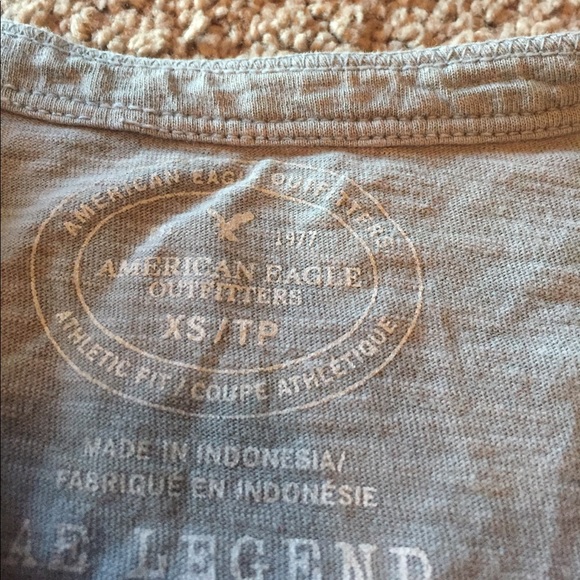 AMERICAN EAGLE OUTFITTERS
1977
AMERICAN EAGLE
OUTFITTERS
XS/TP
ATHLETIC FIT / COUPE ATHLÉTIQUE
MADE IN INDONESIA/
FABRIQUÉ EN INDONÉSIE
AE LEGEND